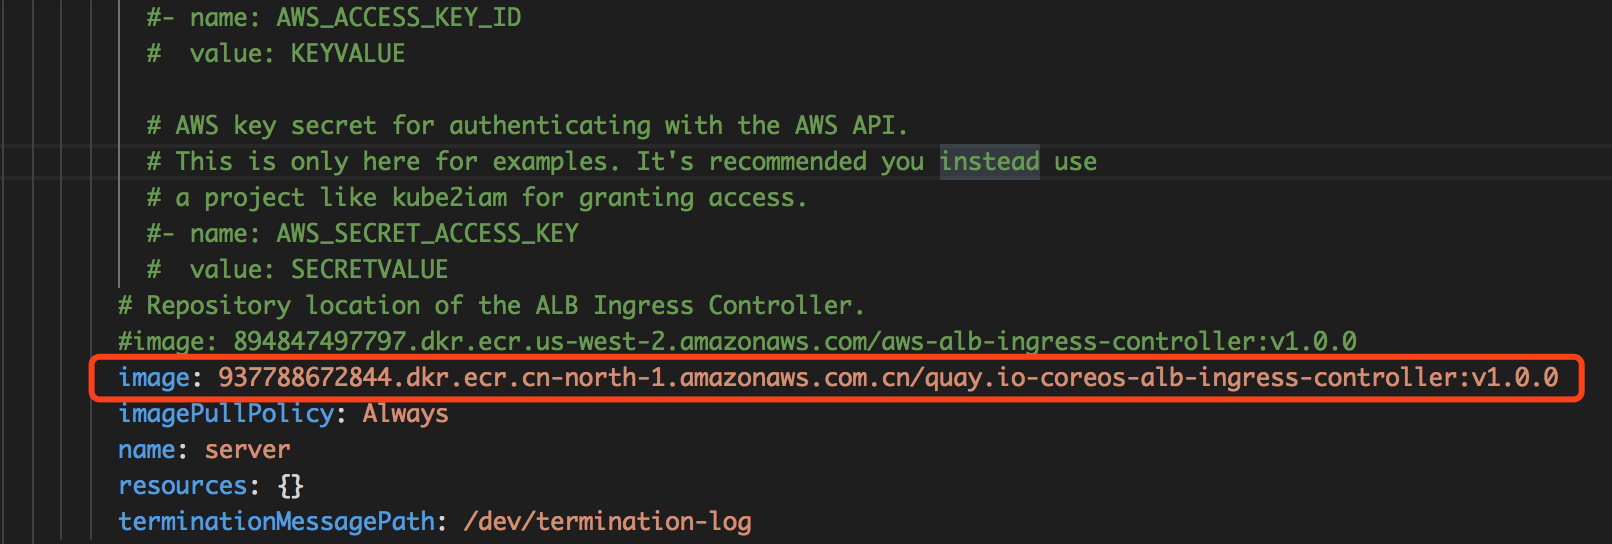 #- name: AWS_ACCESS_KEY_ID
#  value: KEYVALUE
# AWS key secret for authenticating with the AWS API.
# This is only here for examples. It's recommended you instead use
# a project like kube2iam for granting access.
#- name: AWS_SECRET_ACCESS_KEY
#  value: SECRETVALUE
# Repository location of the ALB Ingress Controller.
#image: 894847497797.dkr.ecr.us-west-2.amazonaws.com/aws-alb-ingress-controller:v1.0.0
image: 937788672844.dkr.ecr.cn-north-1.amazonaws.com.cn/quay.io-coreos-alb-ingress-controller:v1.0.0
imagePullPolicy: Always
name: server
resources: {}
terminationMessagePath: /dev/termination-log